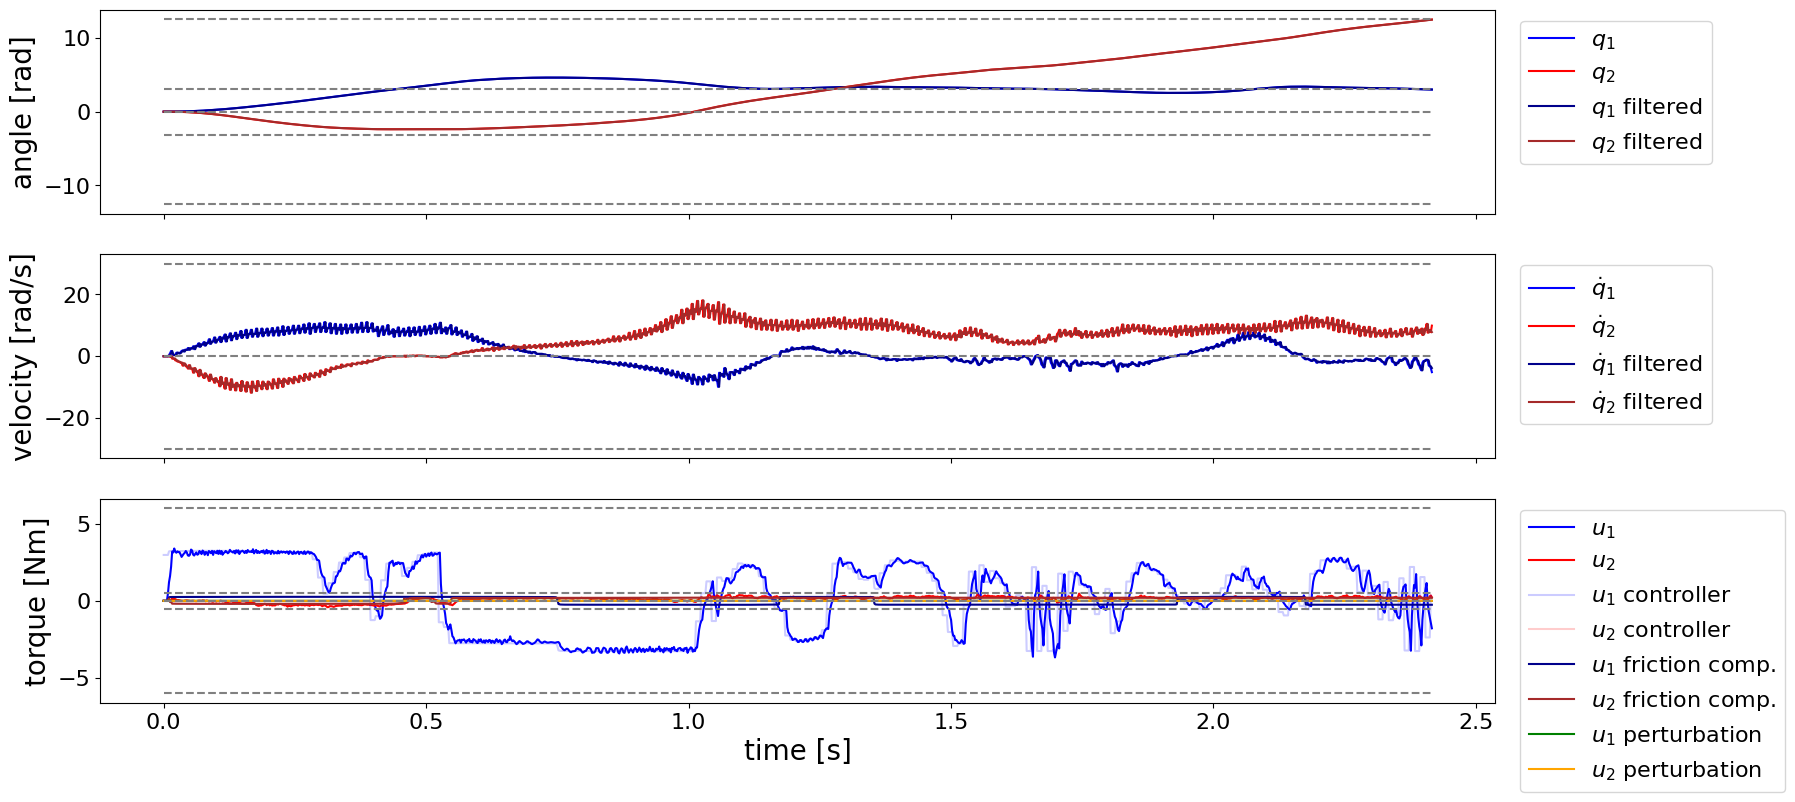 angle [rad]
10
0
−10
q₁
q₂
q₁ filtered
q₂ filtered
velocity [rad/s]
20
0
−20
q̇₁
q̇₂
q̇₁ filtered
q̇₂ filtered
torque [Nm]
5
0
−5
0.0 0.5 1.0 1.5 2.0 2.5
time [s]
u₁
u₂
u₁ controller
u₂ controller
u₁ friction comp.
u₂ friction comp.
u₁ perturbation
u₂ perturbation